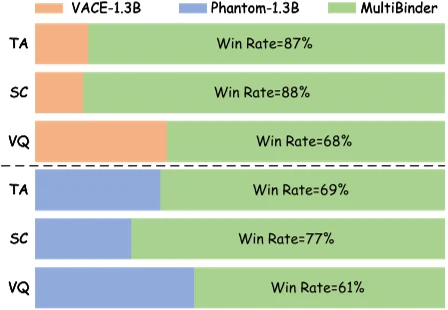 VACE-1.3B Phantom-1.3B MultiBinder
TA Win Rate=87%
SC Win Rate=88%
VQ Win Rate=68%
TA Win Rate=69%
SC Win Rate=77%
VQ Win Rate=61%